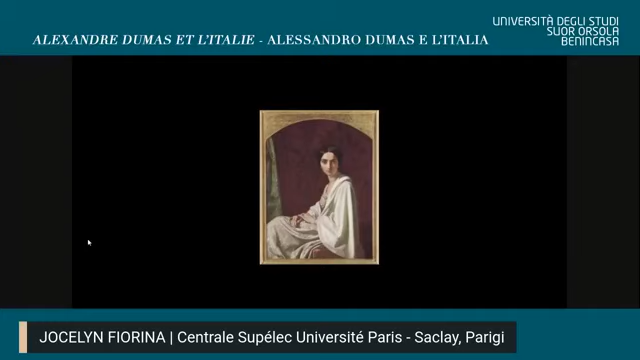 UNIVERSITÀ DEGLI STUDI
SUOR ORSOLA
BENINCASA
ALEXANDRE DUMAS ET L'ITALIE - ALESSANDRO DUMAS E L'ITALIA
JOCELYN FIORINA | Centrale Supélec Université Paris - Saclay, Parigi